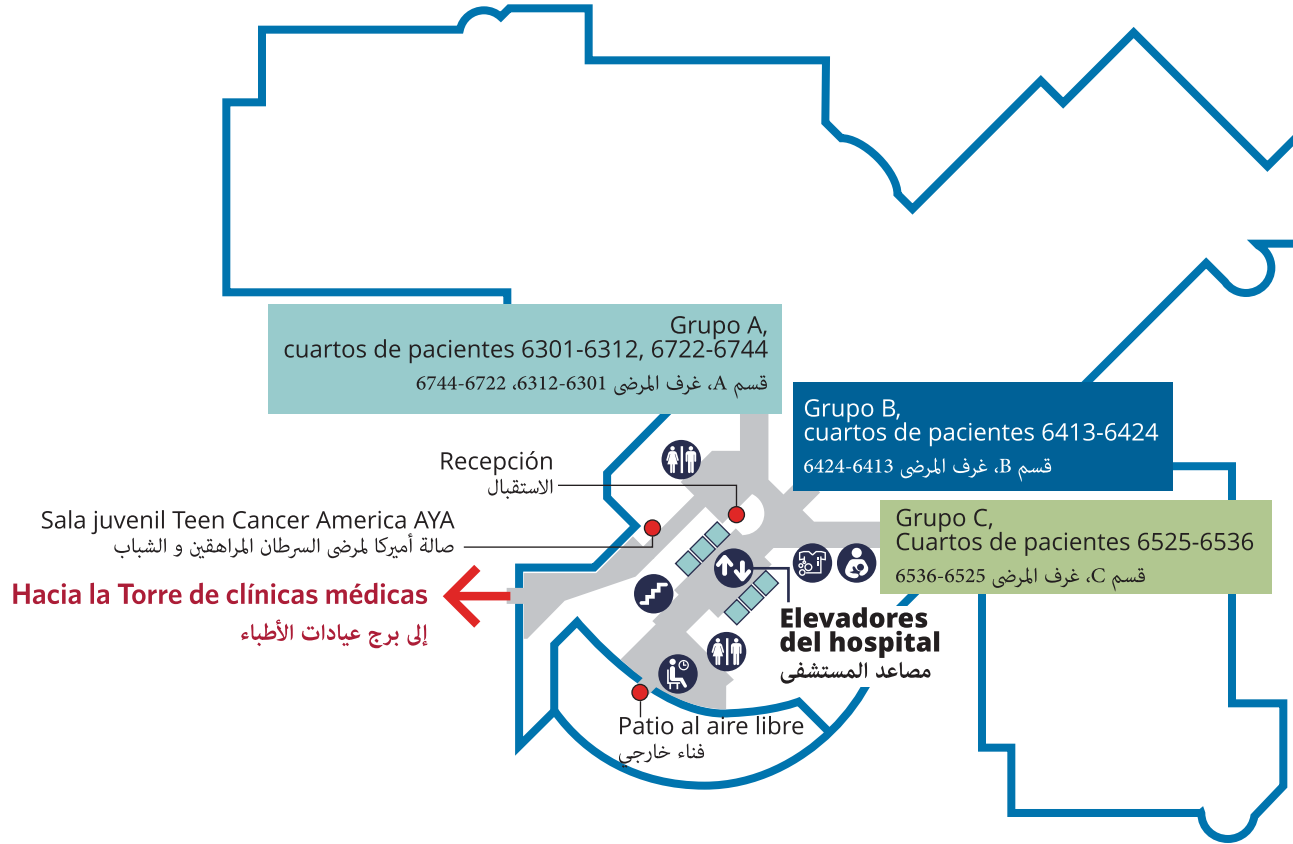 Grupo A,
cuartos de pacientes 6301-6312, 6722-6744
قسم A، غرف المرضى 6301-6312، 6722-6744
Grupo B,
cuartos de pacientes 6413-6424
قسم B، غرف المرضى 6413-6424
Recepción
الاستقبال
Grupo C,
Cuartos de pacientes 6525-6536
قسم C، غرف المرضى 6525-6536
Sala juvenil Teen Cancer America AYA
صالة أميركا لمرضى السرطان المراهقين و الشباب
Hacia la Torre de clínicas médicas
إلى برج عيادات الأطباء
Elevadores
del hospital
مصاعد المستشفى
Patio al aire libre
فناء خارجي